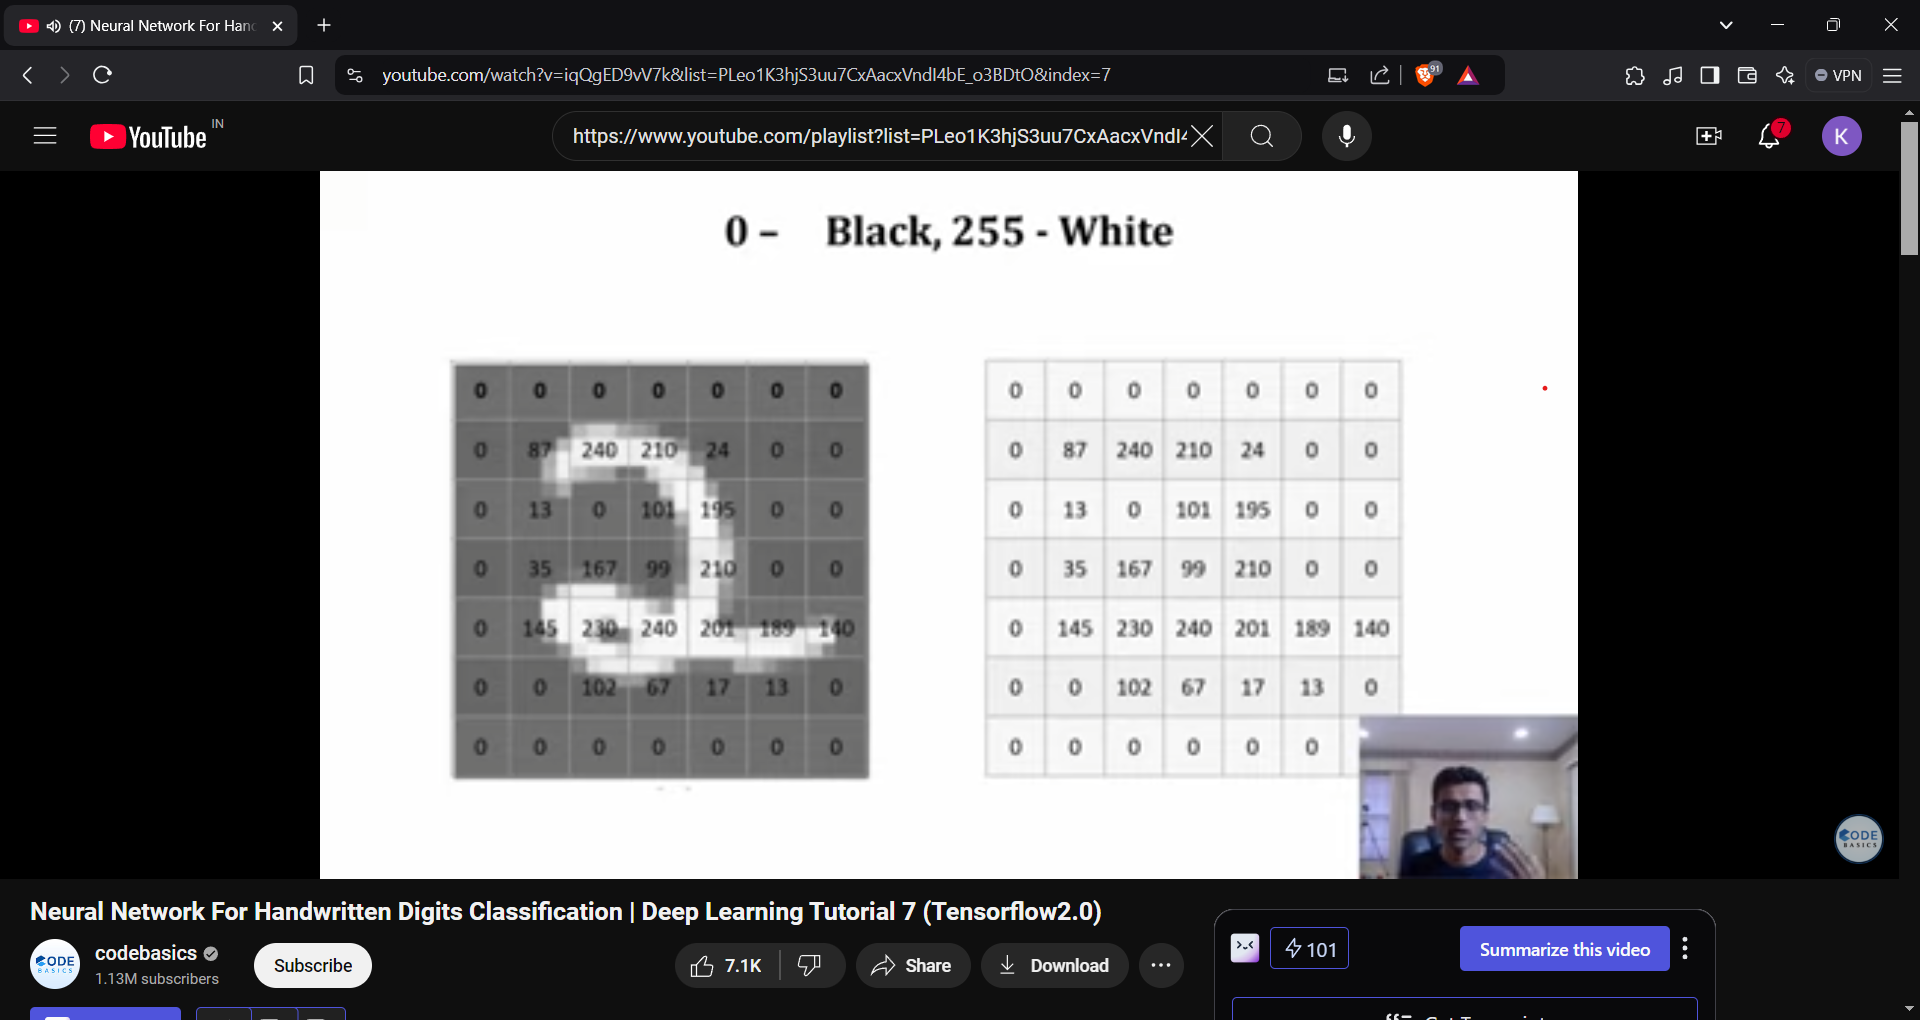 (7) Neural Network For Han
youtube.com/watch?v=iqQgED9vV7k&list=PLeo1K3hjS3uu7CxAacxVndI4bE_o3BDtO&index=7
91
VPN
YouTube IN
https://www.youtube.com/playlist?list=PLeo1K3hjS3uu7CxAacxVndI4
7
K
0 – Black, 255 - White
0 0 0 0 0 0 0
0 87 240 210 24 0 0
0 13 0 101 195 0 0
0 35 167 99 210 0 0
0 145 230 240 201 189 140
0 0 102 67 17 13 0
0 0 0 0 0 0 0
0 0 0 0 0 0 0
0 87 240 210 24 0 0
0 13 0 101 195 0 0
0 35 167 99 210 0 0
0 145 230 240 201 189 140
0 0 102 67 17 13 0
0 0 0 0 0 0
CODE
BASICS
Neural Network For Handwritten Digits Classification | Deep Learning Tutorial 7 (Tensorflow2.0)
CODE
BASICS
codebasics
1.13M subscribers
Subscribe
7.1K
Share
Download
101
Summarize this video